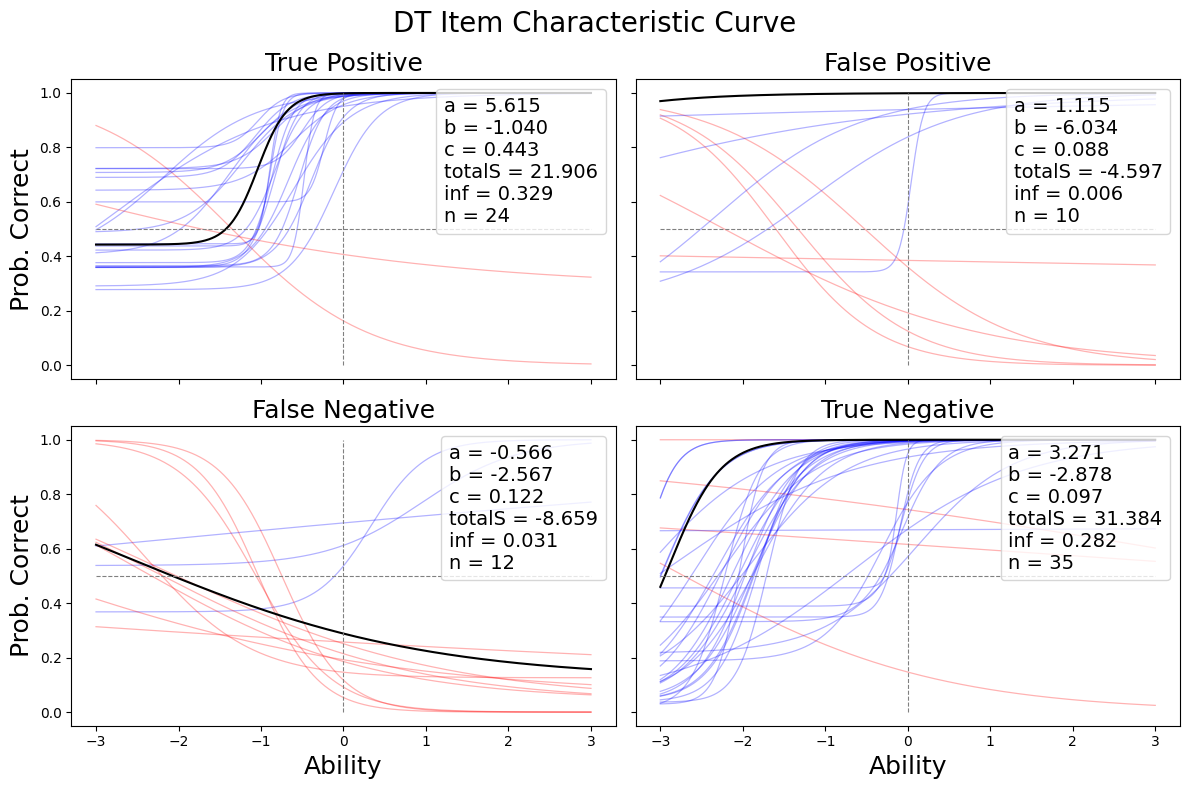 DT Item Characteristic Curve
True Positive
False Positive
Prob. Correct
1.0
0.8
0.6
0.4
0.2
0.0
a = 5.615
b = -1.040
c = 0.443
totalS = 21.906
inf = 0.329
n = 24
a = 1.115
b = -6.034
c = 0.088
totalS = -4.597
inf = 0.006
n = 10
False Negative
True Negative
Prob. Correct
1.0
0.8
0.6
0.4
0.2
0.0
a = -0.566
b = -2.567
c = 0.122
totalS = -8.659
inf = 0.031
n = 12
a = 3.271
b = -2.878
c = 0.097
totalS = 31.384
inf = 0.282
n = 35
−3 −2 −1 0 1 2 3
−3 −2 −1 0 1 2 3
Ability
Ability